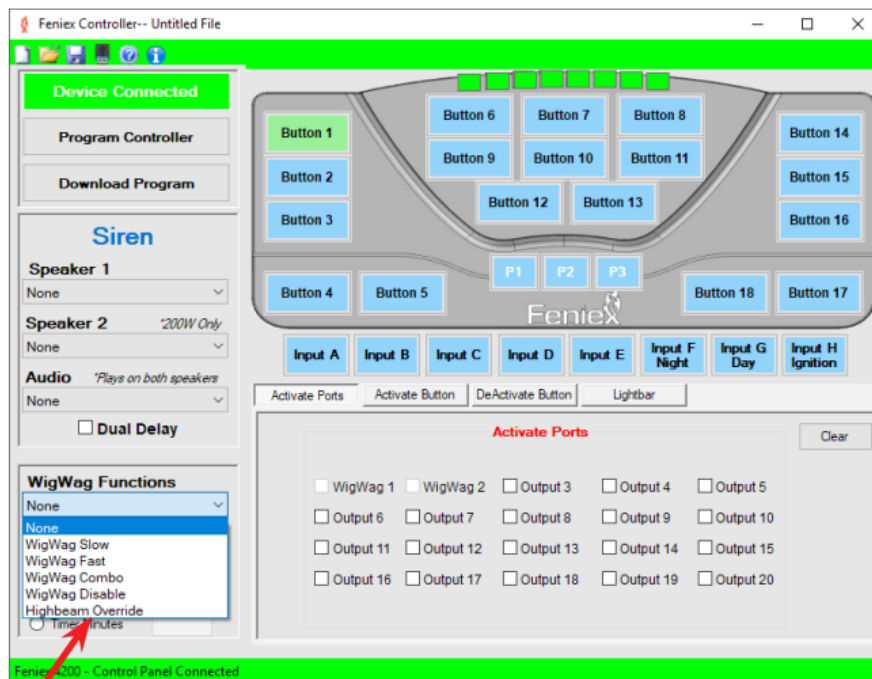 Feniex Controller-- Untitled File
Device Connected
Program Controller
Download Program
Siren
Speaker 1
None
Speaker 2 *200W Only
None
Audio *Plays on both speakers
None
Dual Delay
WigWag Functions
None
None
WigWag Slow
WigWag Fast
WigWag Combo
WigWag Disable
Highbeam Override
Timer Minutes
Button 1
Button 2
Button 3
Button 4
Button 5
Button 6
Button 7
Button 8
Button 9
Button 10
Button 11
Button 12
Button 13
Button 14
Button 15
Button 16
P1 P2 P3
Feniex
Button 18
Button 17
Input A
Input B
Input C
Input D
Input E
Input F
Night
Input G
Day
Input H
Ignition
Activate Ports
Activate Button
DeActivate Button
Lightbar
Activate Ports
Clear
WigWag 1 WigWag 2 Output 3 Output 4 Output 5
Output 6 Output 7 Output 8 Output 9 Output 10
Output 11 Output 12 Output 13 Output 14 Output 15
Output 16 Output 17 Output 18 Output 19 Output 20
Feniex 4200 - Control Panel Connected